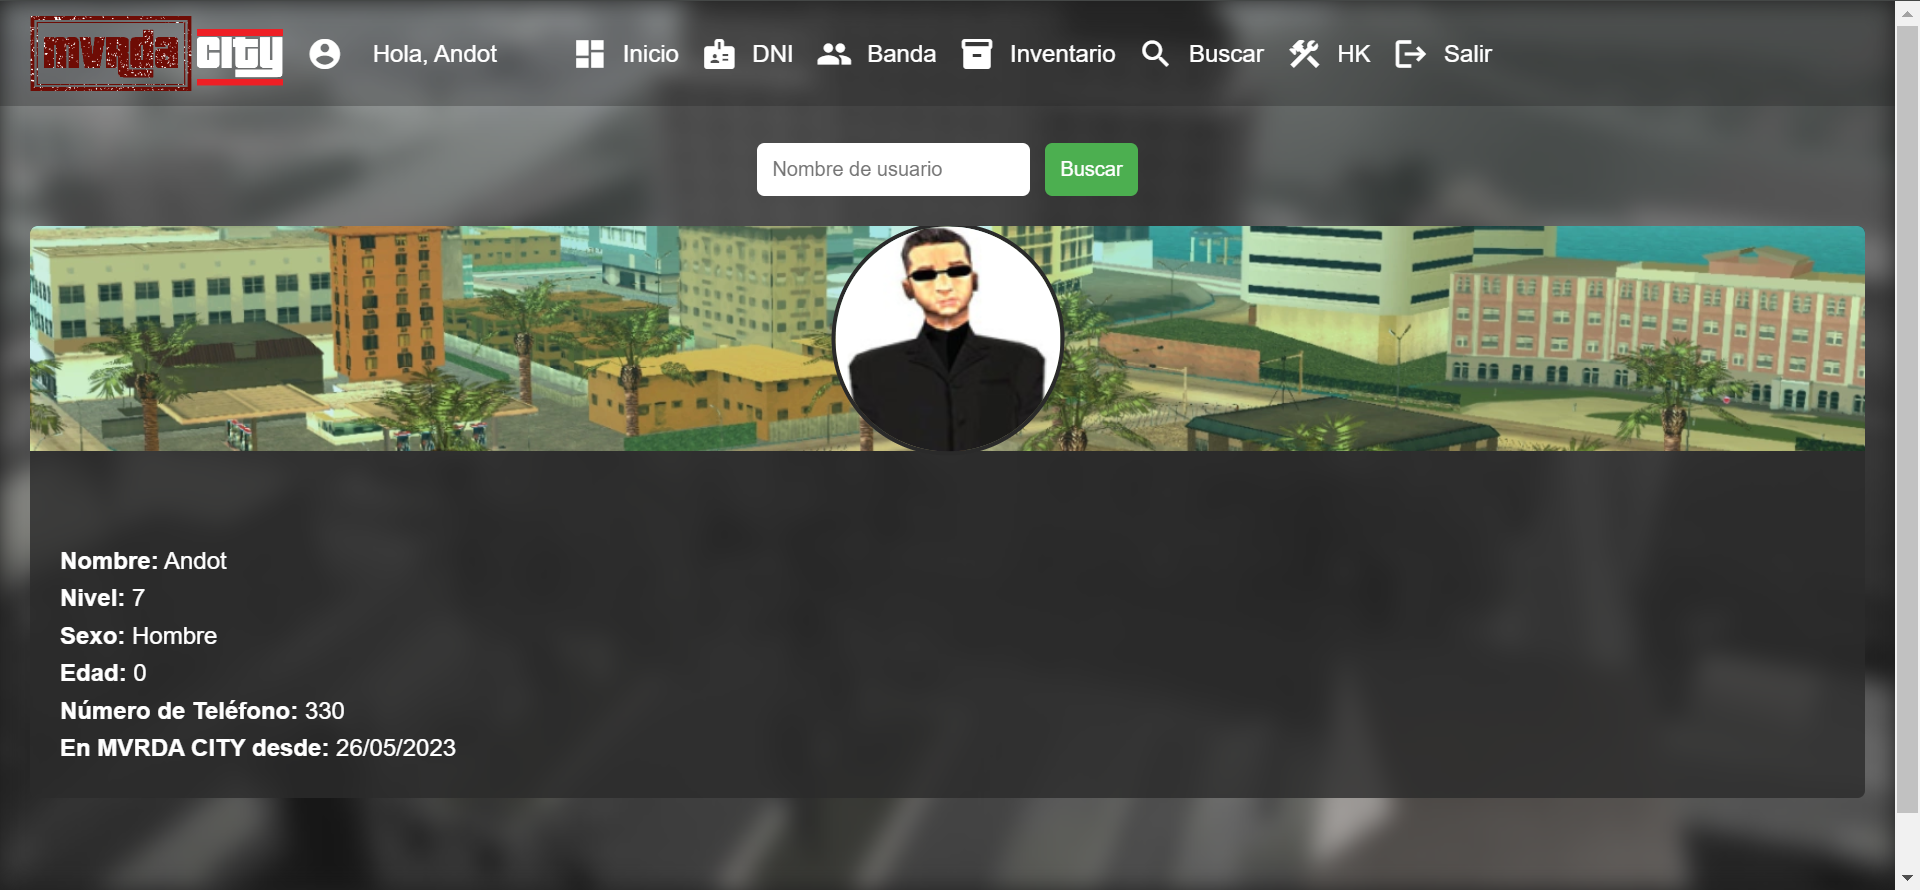 mvrda city
Hola, Andot
Inicio
DNI
Banda
Inventario
Buscar
HK
Salir
Nombre de usuario
Buscar
Nombre: Andot
Nivel: 7
Sexo: Hombre
Edad: 0
Número de Teléfono: 330
En MVRDA CITY desde: 26/05/2023